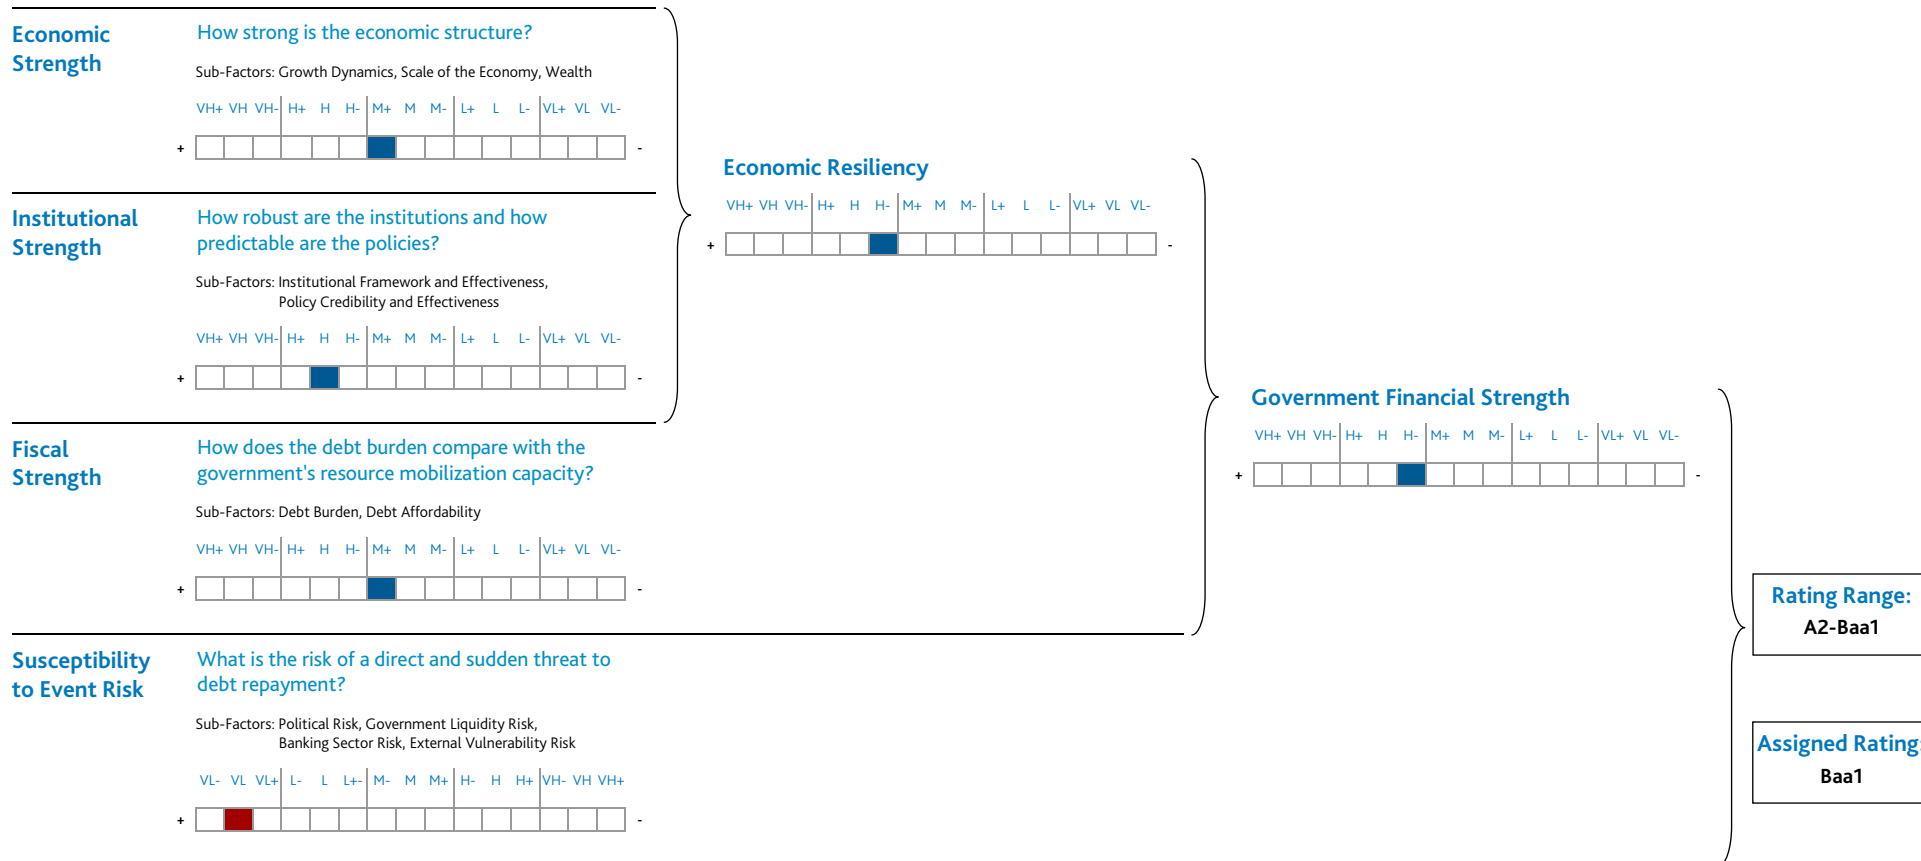 Economic
Strength
How strong is the economic structure?
Sub-Factors: Growth Dynamics, Scale of the Economy, Wealth
VH+ VH VH- H+ H H- M+ M M- L+ L L- VL+ VL VL-
+ -
Institutional
Strength
How robust are the institutions and how
predictable are the policies?
Sub-Factors: Institutional Framework and Effectiveness,
Policy Credibility and Effectiveness
VH+ VH VH- H+ H H- M+ M M- L+ L L- VL+ VL VL-
+ -
Economic Resiliency
VH+ VH VH- H+ H H- M+ M M- L+ L L- VL+ VL VL-
+ -
Fiscal
Strength
How does the debt burden compare with the
government's resource mobilization capacity?
Sub-Factors: Debt Burden, Debt Affordability
VH+ VH VH- H+ H H- M+ M M- L+ L L- VL+ VL VL-
+ -
Government Financial Strength
VH+ VH VH- H+ H H- M+ M M- L+ L L- VL+ VL VL-
+ -
Susceptibility
to Event Risk
What is the risk of a direct and sudden threat to
debt repayment?
Sub-Factors: Political Risk, Government Liquidity Risk,
Banking Sector Risk, External Vulnerability Risk
VL- VL VL+ L- L L+- M- M M+ H- H H+ VH- VH VH+
+ -
Rating Range:
A2-Baa1
Assigned Rating:
Baa1